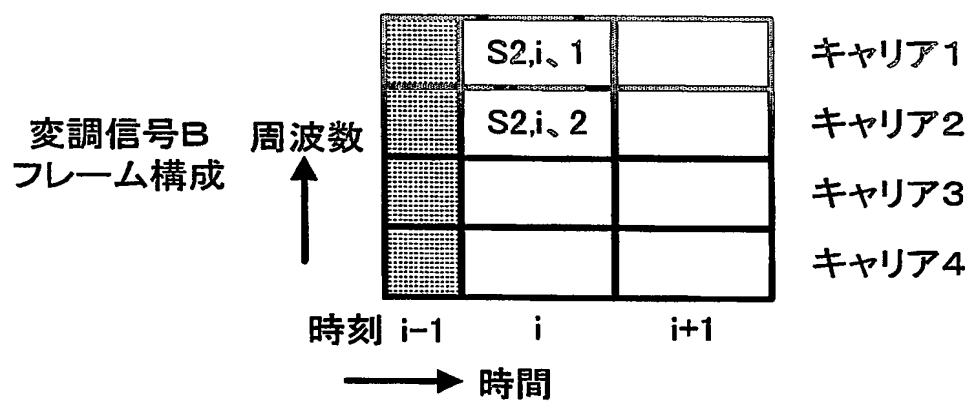 変調信号B
フレーム構成
周波数
S2,i、1
S2,i、2
キャリア1
キャリア2
キャリア3
キャリア4
時刻 i-1 i i+1
時間